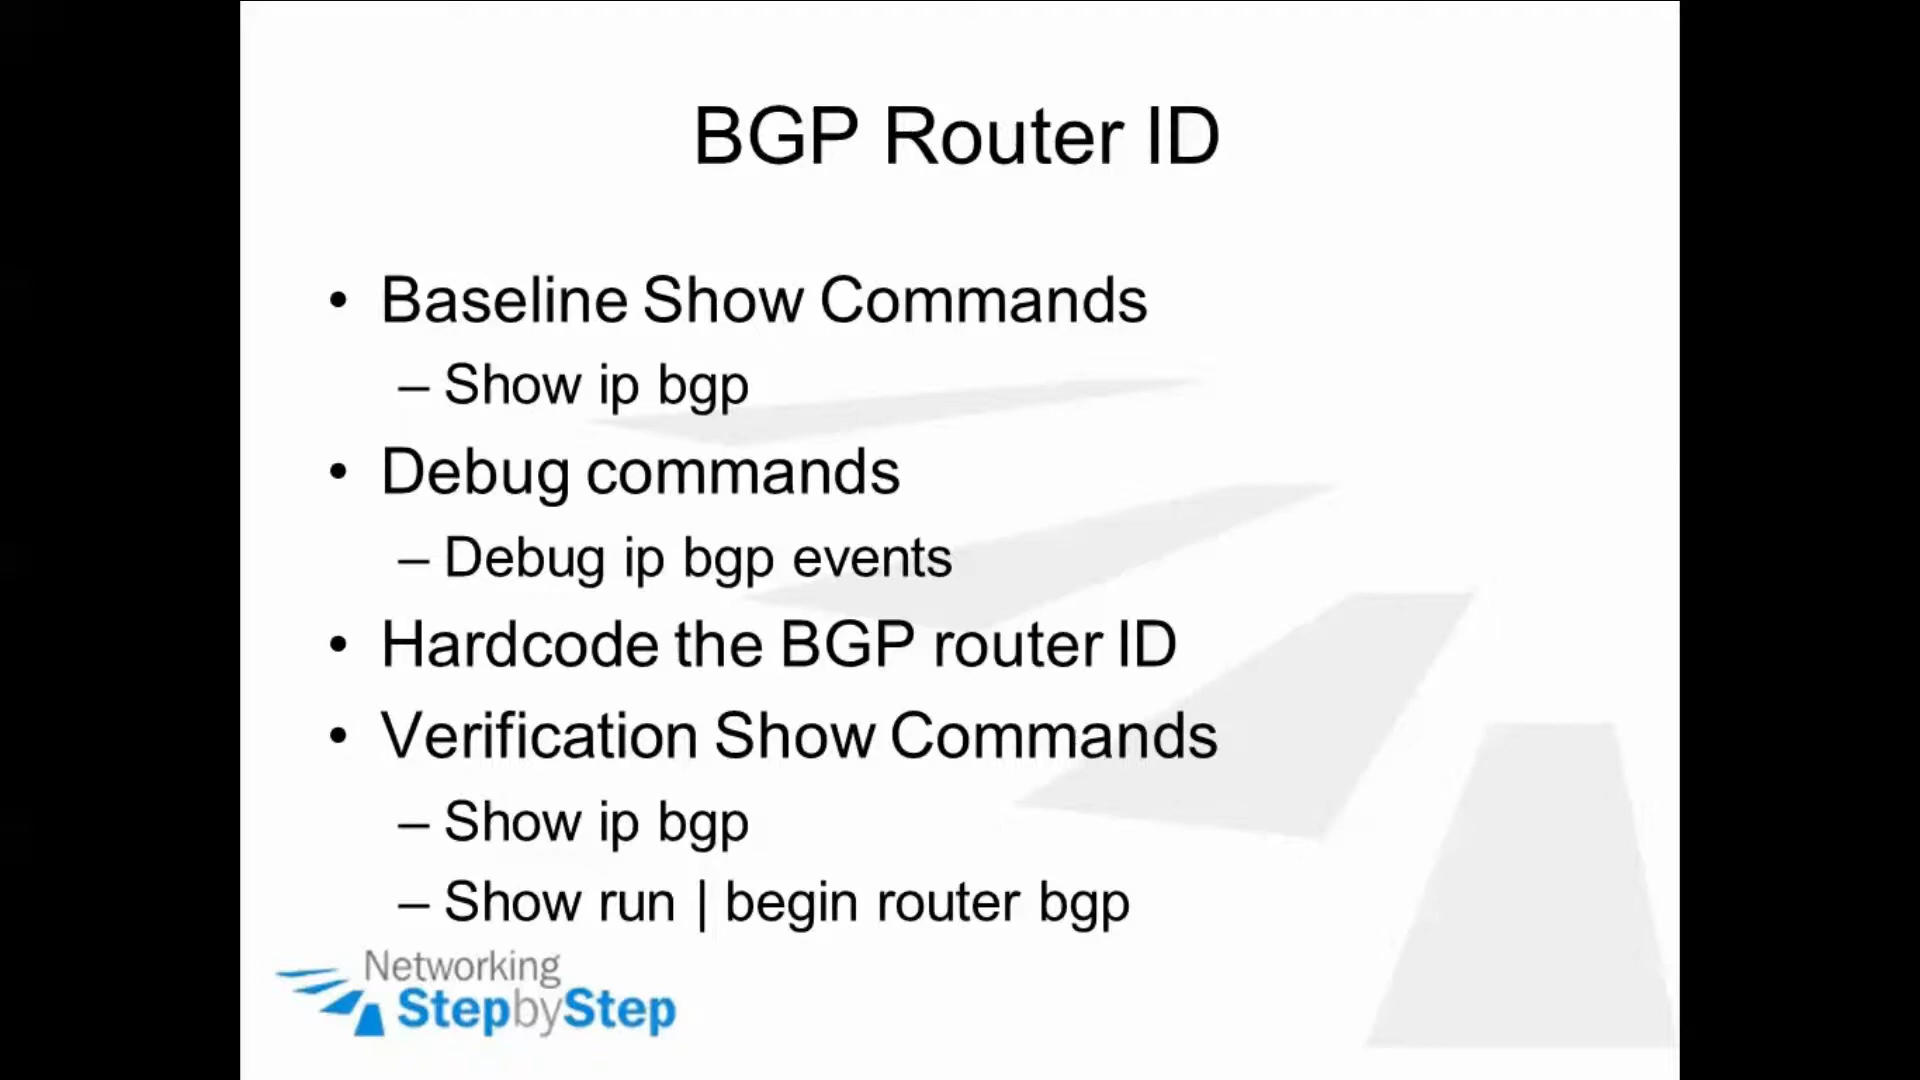 BGP Router ID
• Baseline Show Commands
– Show ip bgp
• Debug commands
– Debug ip bgp events
• Hardcode the BGP router ID
• Verification Show Commands
– Show ip bgp
– Show run | begin router bgp
Networking
StepbyStep